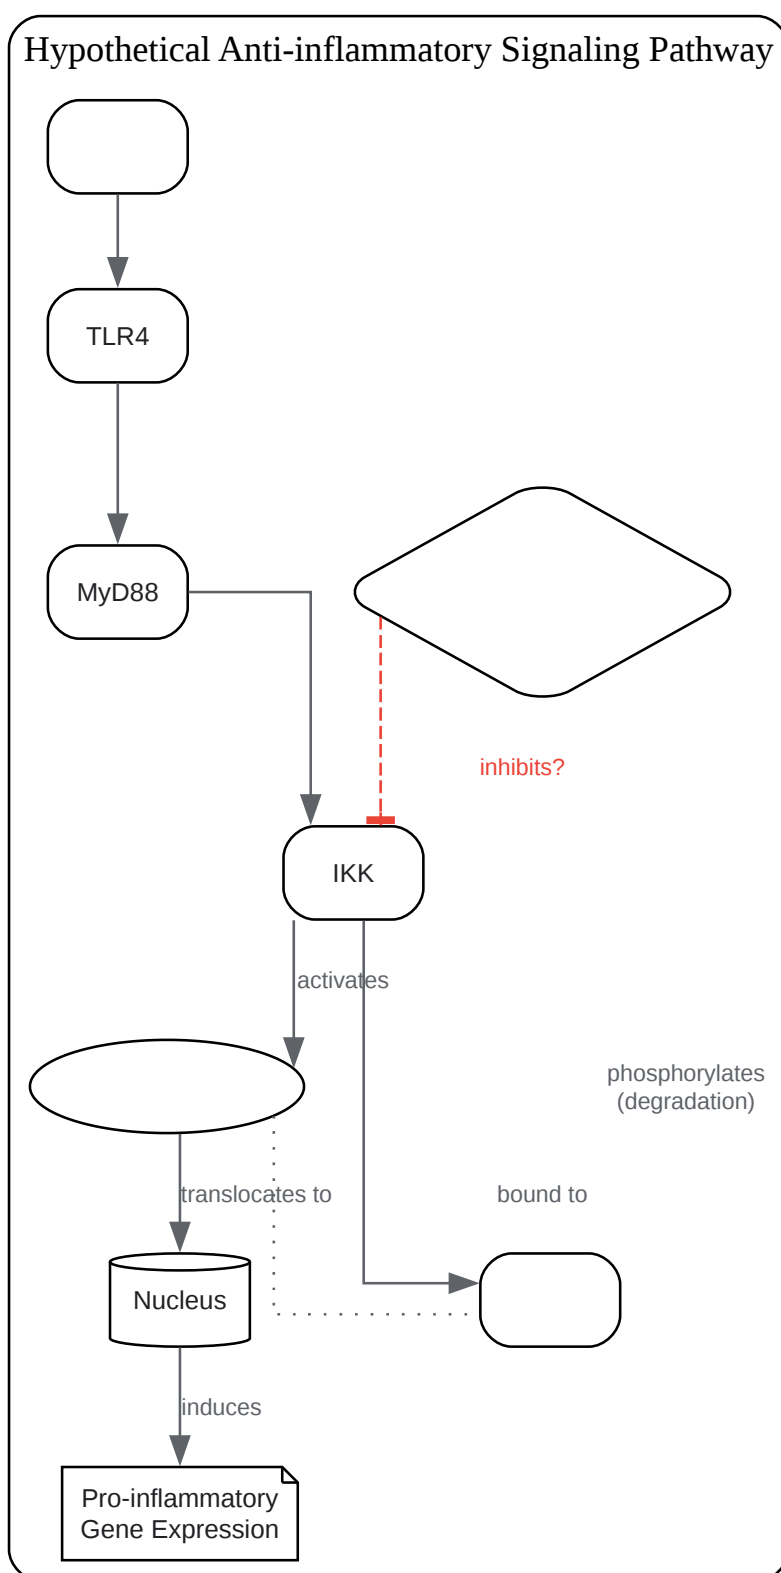 Hypothetical Anti-inflammatory Signaling Pathway
TLR4
MyD88
inhibits?
IKK
activates
phosphorylates
(degradation)
translocates to
bound to
Nucleus
induces
Pro-inflammatory
Gene Expression